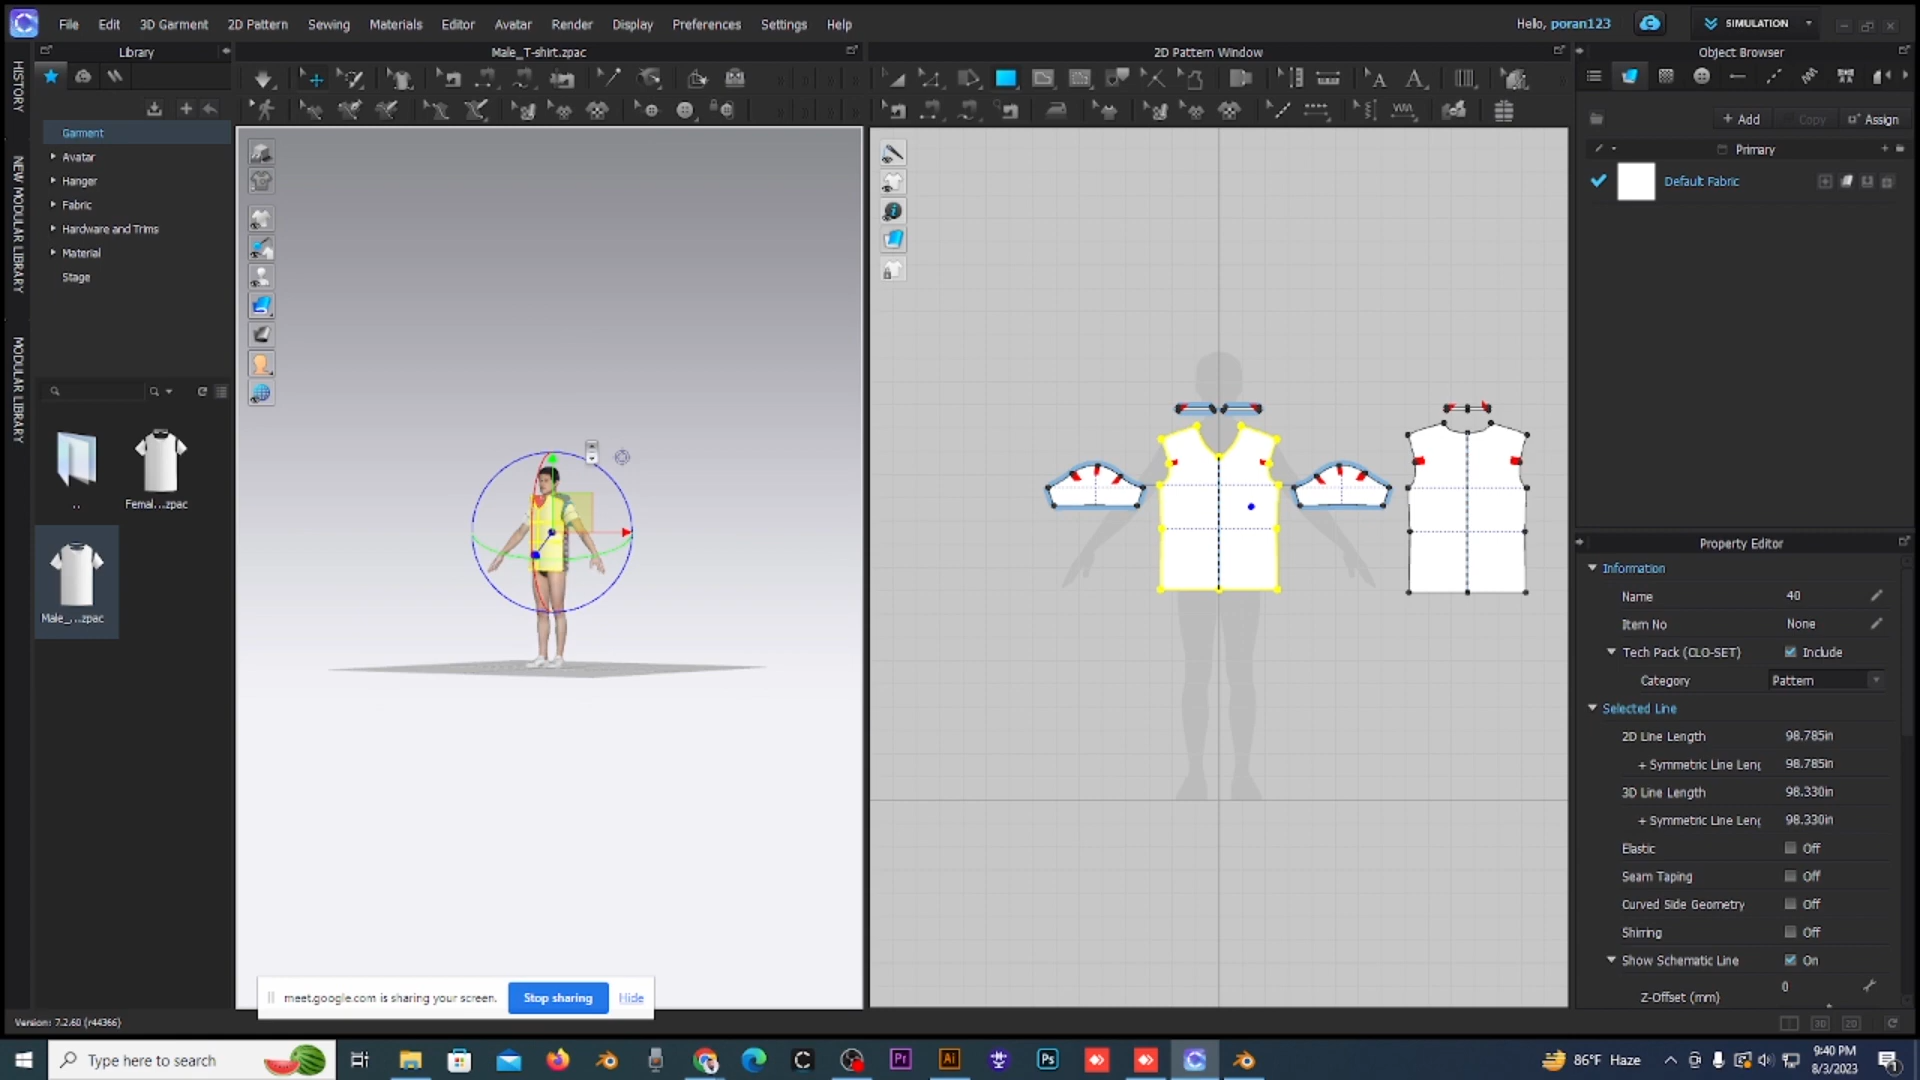 File Edit 3D Garment 2D Pattern Sewing Materials Editor Avatar Render Display Preferences Settings Help
Hello, poran123
SIMULATION
Library
Male_T-shirt.zpac
2D Pattern Window
Object Browser
HISTORY
NEW MODULAR LIBRARY
MODULAR LIBRARY
Garment
Avatar
Hanger
Fabric
Hardware and Trims
Material
Stage
..
Femal...zpac
Male_...zpac
+ Add
Copy
Assign
Primary
Default Fabric
Property Editor
Information
Name 40
Item No None
Tech Pack (CLO-SET) Include
Category Pattern
Selected Line
2D Line Length 98.785in
+ Symmetric Line Leng 98.785in
3D Line Length 98.330in
+ Symmetric Line Leng 98.330in
Elastic Off
Seam Taping Off
Curved Side Geometry Off
Shirring Off
Show Schematic Line On
Z-Offset (mm) 0
meet.google.com is sharing your screen.
Stop sharing
Hide
Version: 7.2.60 (r44366)
3D
2D
Type here to search
Pr
Ai
Ps
86°F Haze
9:40 PM
8/3/2023
1